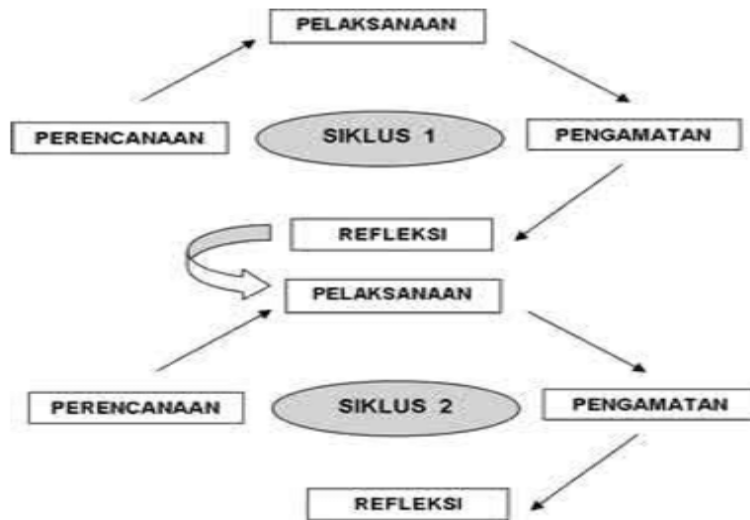 PELAKSANAAN
PERENCANAAN
SIKLUS 1
PENGAMATAN
REFLEKSI
PELAKSANAAN
PERENCANAAN
SIKLUS 2
PENGAMATAN
REFLEKSI